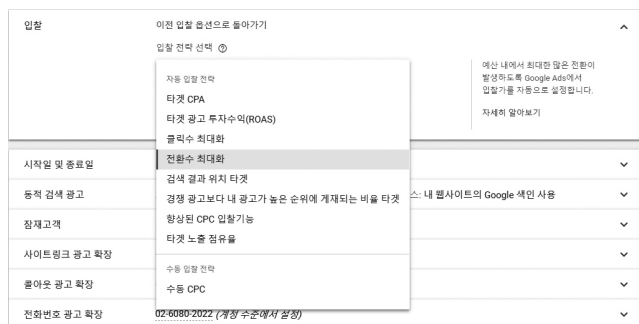 입찰
이전 입찰 옵션으로 돌아가기
입찰 전략 선택
자동 입찰 전략
타겟 CPA
타겟 광고 투자수익(ROAS)
클릭수 최대화
전환수 최대화
검색 결과 위치 타겟
경쟁 광고보다 내 광고가 높은 순위에 게재되는 비율 타겟
향상된 CPC 입찰기능
타겟 노출 점유율
수동 입찰 전략
수동 CPC
예산 내에서 최대한 많은 전환이
발생하도록 Google Ads에서
입찰가를 자동으로 설정합니다.
자세히 알아보기
시작일 및 종료일
동적 검색 광고
스: 내 웹사이트의 Google 색인 사용
잠재고객
사이트링크 광고 확장
콜아웃 광고 확장
전화번호 광고 확장
02-6080-2022 (계정 수준에서 설정)